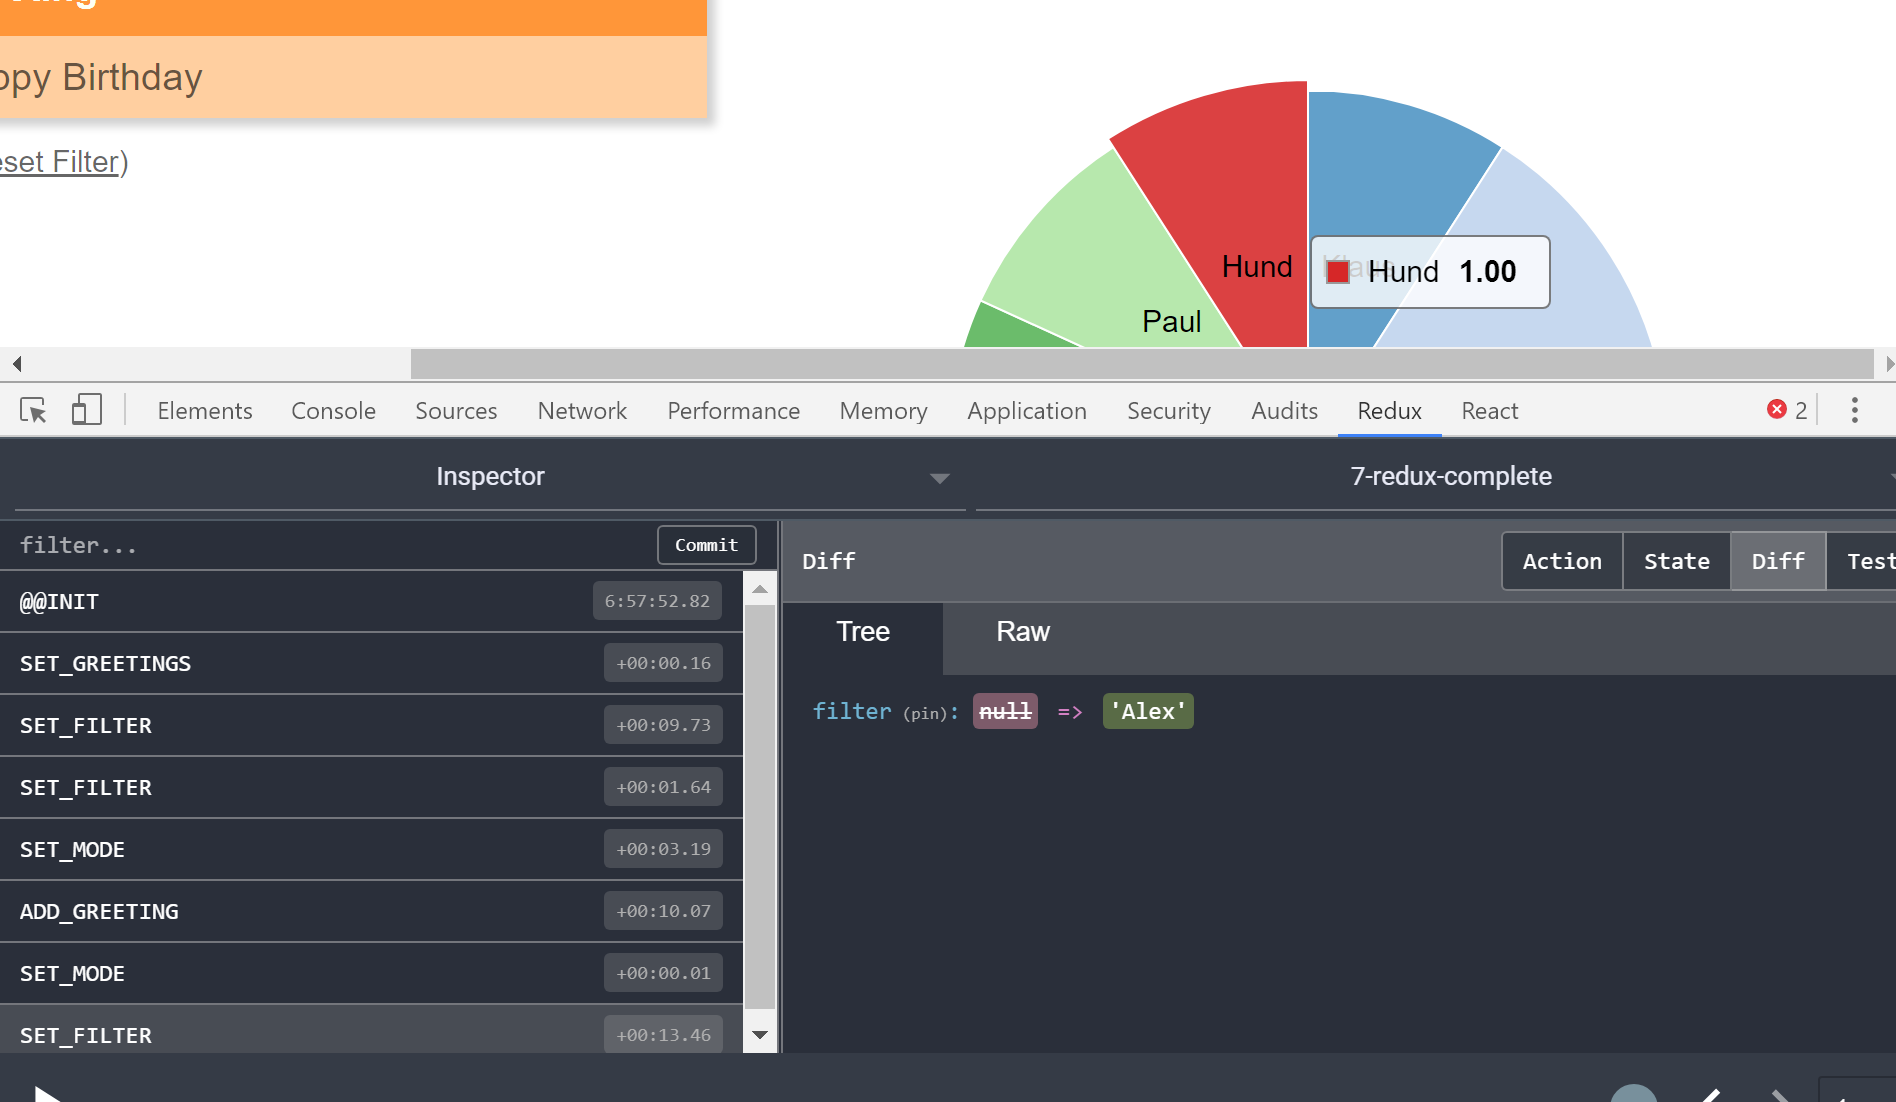 opy Birthday
eset Filter)
Hund
Paul
Hund 1.00
Elements Console Sources Network Performance Memory Application Security Audits Redux React 2
Inspector 7-redux-complete
filter... Commit
@@INIT 6:57:52.82
SET_GREETINGS +00:00.16
SET_FILTER +00:09.73
SET_FILTER +00:01.64
SET_MODE +00:03.19
ADD_GREETING +00:10.07
SET_MODE +00:00.01
SET_FILTER +00:13.46
Diff Action State Diff Test
Tree Raw
filter (pin): null => 'Alex'